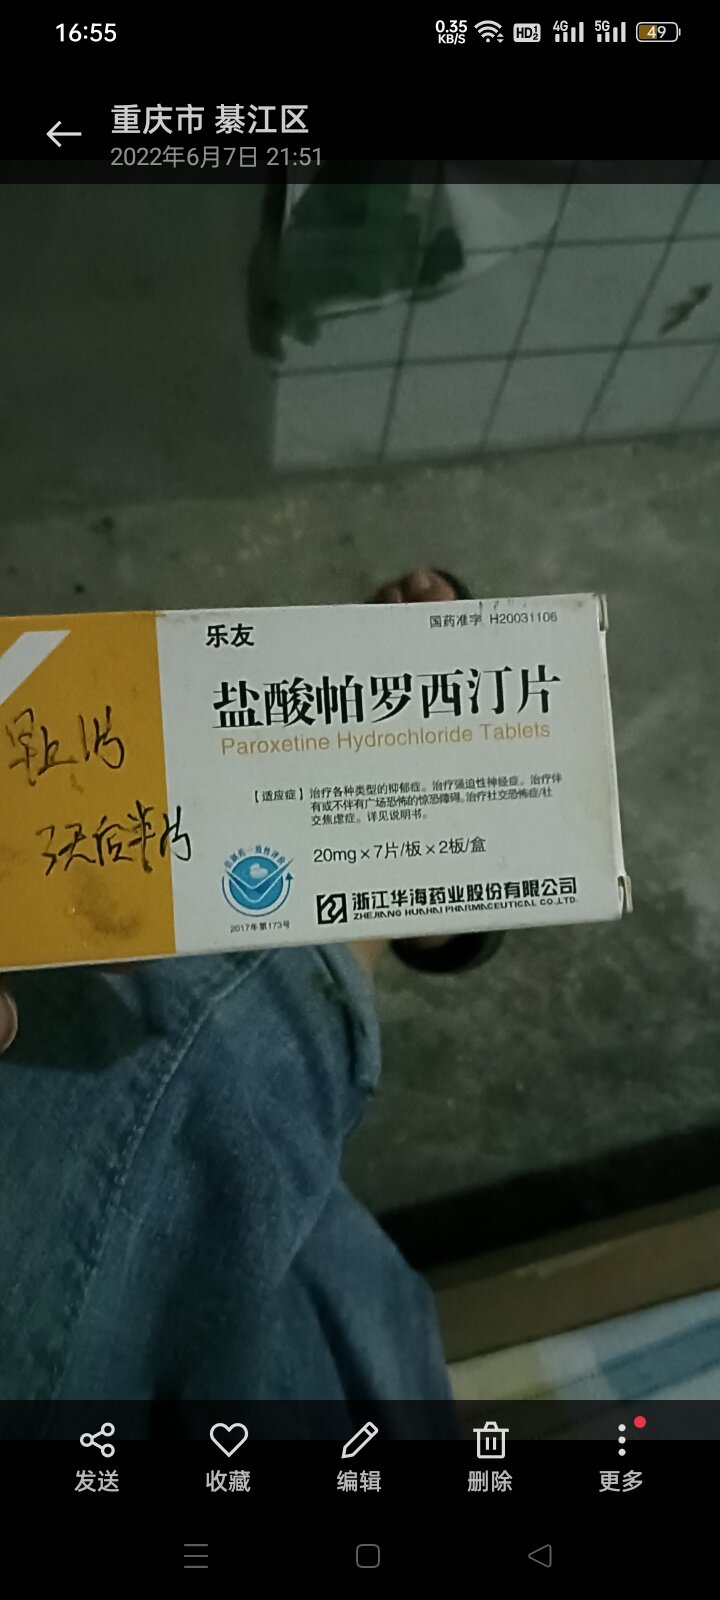 16:55
0.35
KB/S
HD 1 2
4G
5G
49
重庆市 綦江区
2022年6月7日 21:51
乐友
国药准字 H20031106
盐酸帕罗西汀片
Paroxetine Hydrochloride Tablets
【适应症】治疗各种类型的抑郁症。治疗强迫性神经症。治疗伴
有或不伴有广场恐怖的惊恐障碍。治疗社交恐怖症/社
交焦虑症。详见说明书。
20mg×7片/板×2板/盒
浙江华海药业股份有限公司
ZHEJIANG HUAHAI PHARMACEUTICAL CO.,LTD.
2017年第173号
3天后半片
发送
收藏
编辑
删除
更多